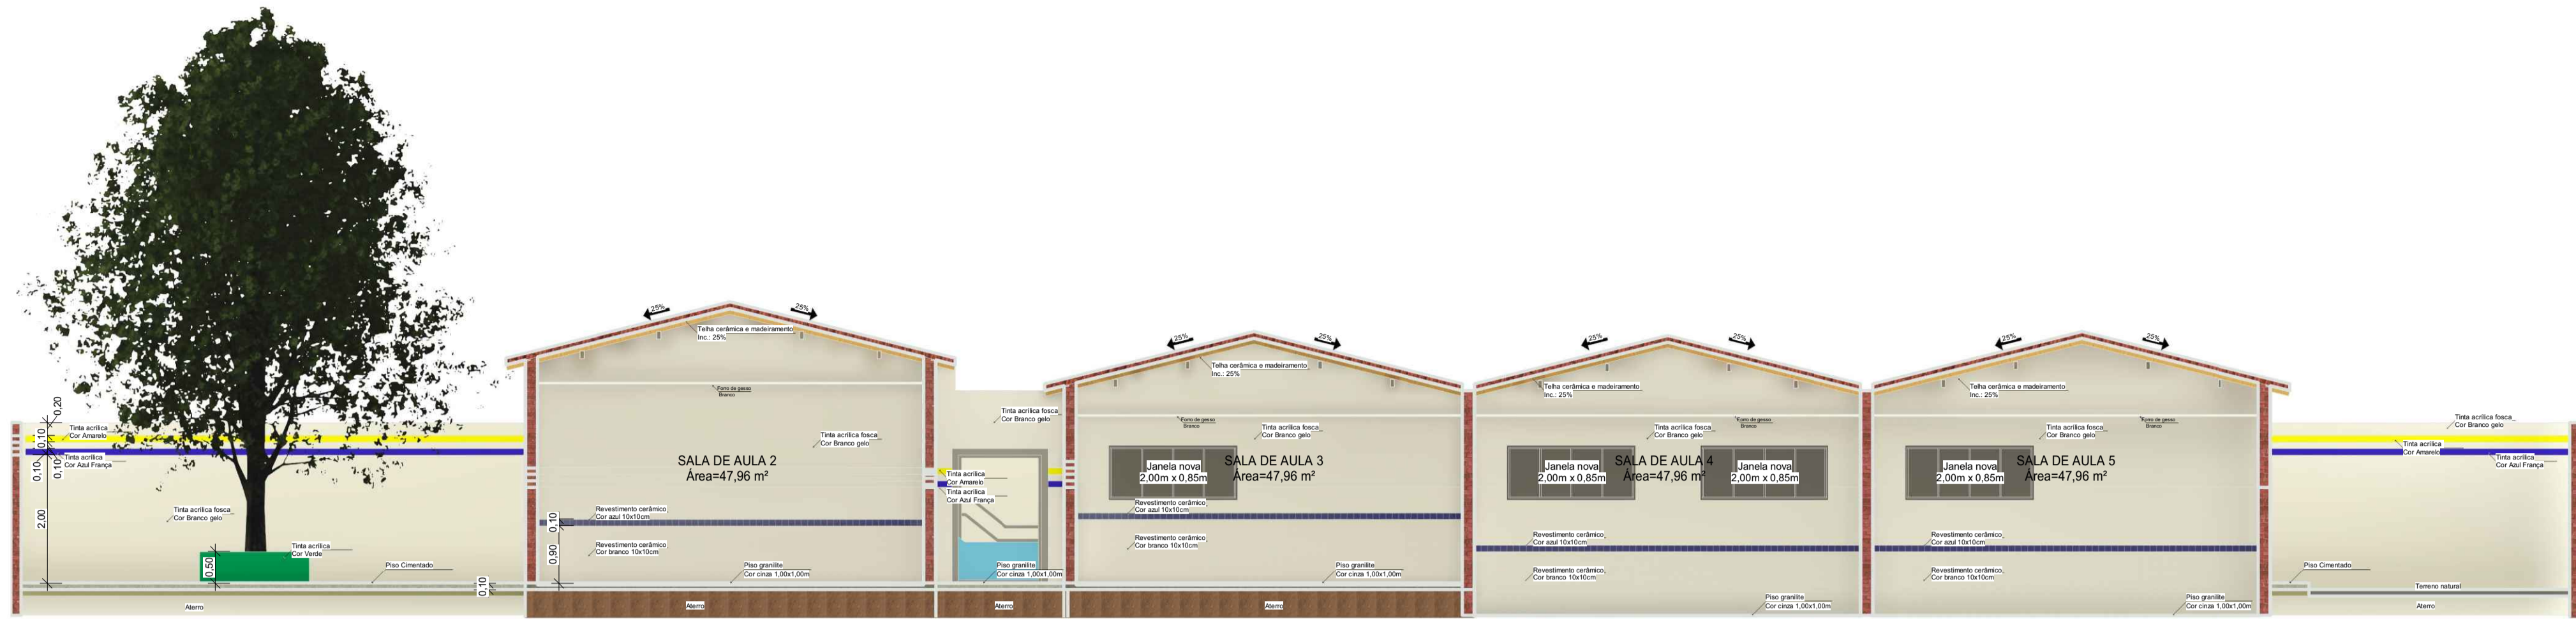 0,20
0,10
0,10
0,10
2,00
Tinta acrílica
Cor Amarelo
Tinta acrílica
Cor Azul França
Tinta acrílica fosca
Cor Branco gelo
0,50
Tinta acrílica
Cor Verde
Piso Cimentado
0,10
Aterro
25%
25%
Telha cerâmica e madeiramento
Inc.: 25%
Forro de gesso
Branco
Tinta acrílica fosca
Cor Branco gelo
SALA DE AULA 2
Área=47,96 m²
0,10
0,90
Revestimento cerâmico
Cor azul 10x10cm
Revestimento cerâmico
Cor branco 10x10cm
Piso granilite
Cor cinza 1,00x1,00m
Aterro
Tinta acrílica fosca
Cor Branco gelo
Tinta acrílica
Cor Amarelo
Tinta acrílica
Cor Azul França
Piso granilite
Cor cinza 1,00x1,00m
Aterro
25%
25%
Telha cerâmica e madeiramento
Inc.: 25%
Forro de gesso
Branco
Tinta acrílica fosca
Cor Branco gelo
Janela nova
2,00m x 0,85m
SALA DE AULA 3
Área=47,96 m²
Revestimento cerâmico
Cor azul 10x10cm
Revestimento cerâmico
Cor branco 10x10cm
Piso granilite
Cor cinza 1,00x1,00m
Aterro
25%
25%
Telha cerâmica e madeiramento
Inc.: 25%
Forro de gesso
Branco
Tinta acrílica fosca
Cor Branco gelo
Janela nova
2,00m x 0,85m
SALA DE AULA 4
Área=47,96 m²
Janela nova
2,00m x 0,85m
Revestimento cerâmico
Cor azul 10x10cm
Revestimento cerâmico
Cor branco 10x10cm
Piso granilite
Cor cinza 1,00x1,00m
25%
25%
Telha cerâmica e madeiramento
Inc.: 25%
Forro de gesso
Branco
Tinta acrílica fosca
Cor Branco gelo
Janela nova
2,00m x 0,85m
SALA DE AULA 5
Área=47,96 m²
Revestimento cerâmico
Cor azul 10x10cm
Revestimento cerâmico
Cor branco 10x10cm
Piso granilite
Cor cinza 1,00x1,00m
Tinta acrílica fosca
Cor Branco gelo
Tinta acrílica
Cor Amarelo
Tinta acrílica
Cor Azul França
Piso Cimentado
Terreno natural
Aterro